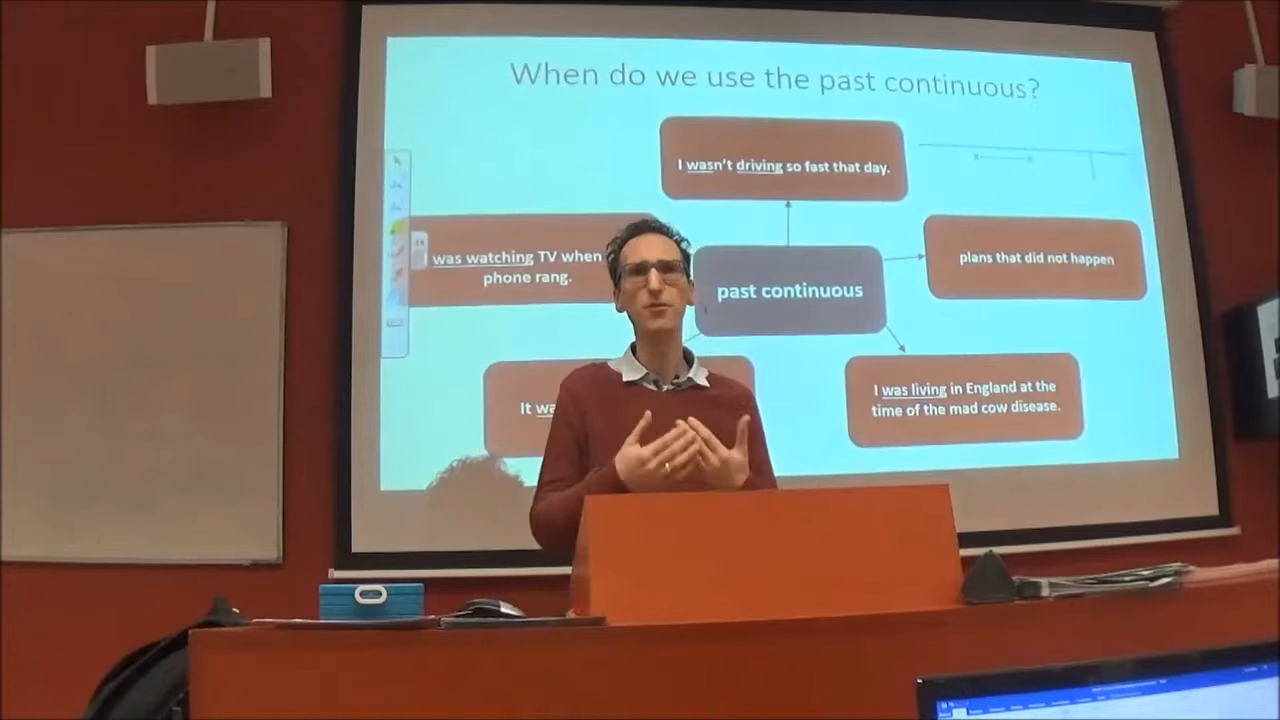 When do we use the past continuous?
I wasn't driving so fast that day.
was watching TV when
phone rang.
past continuous
plans that did not happen
It
I was living in England at the
time of the mad cow disease.